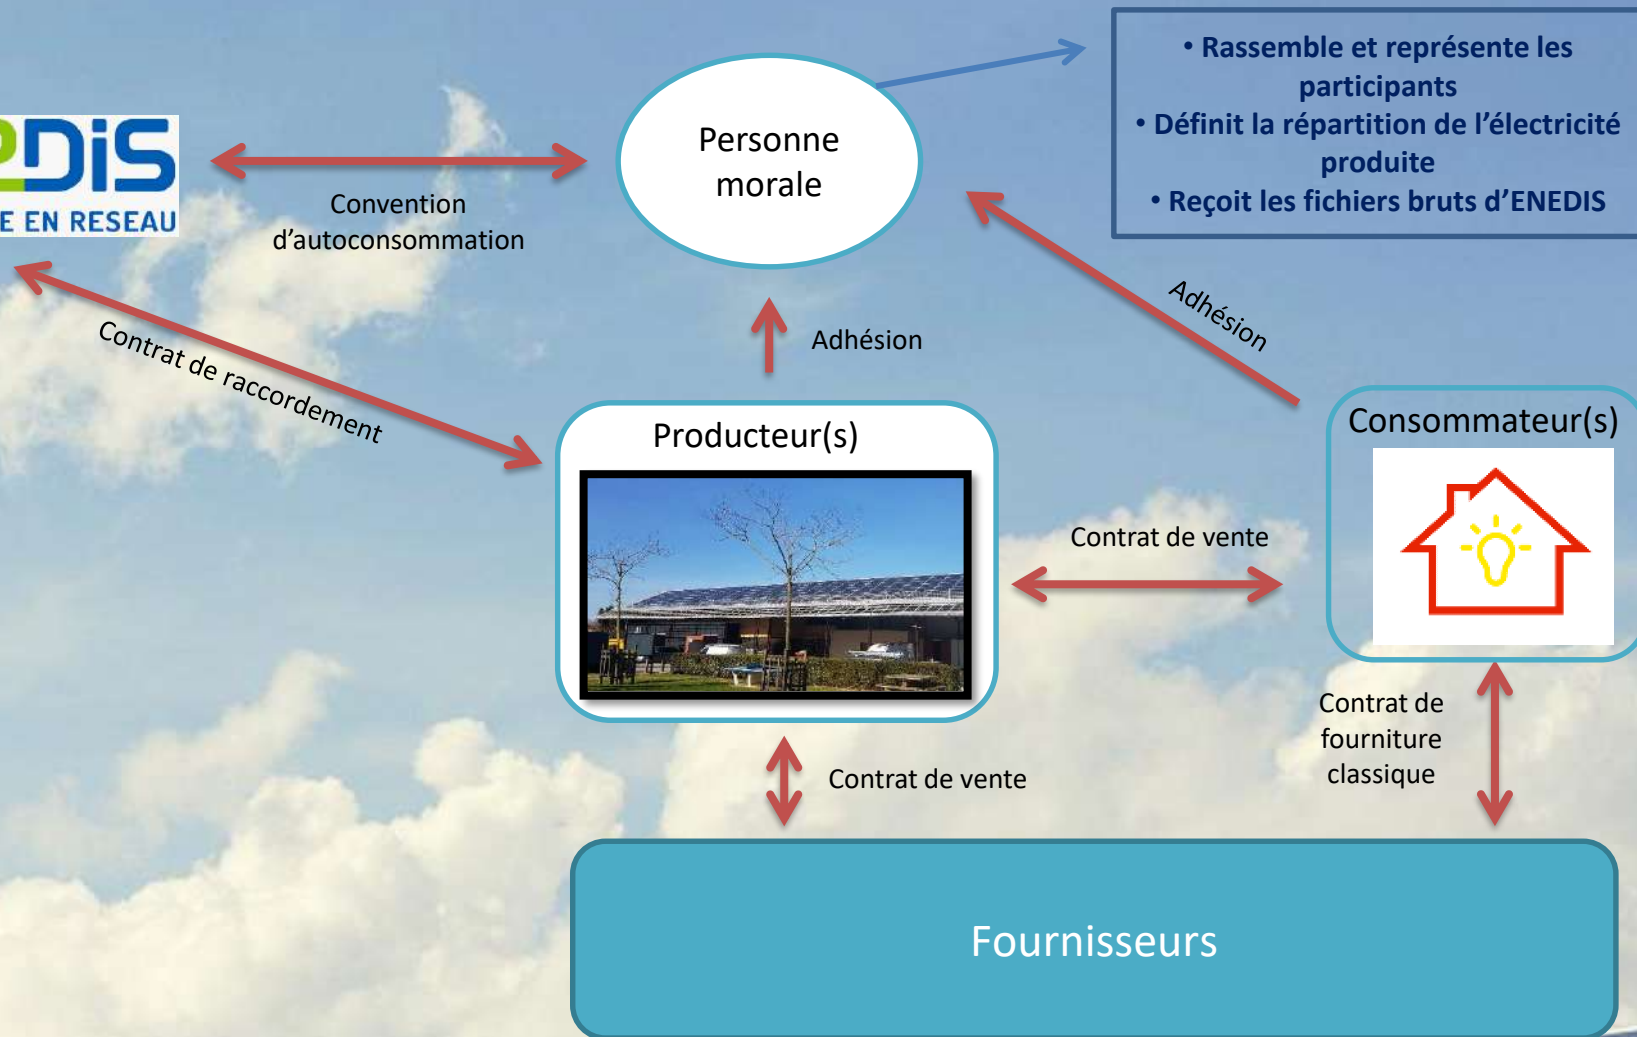 • Rassemble et représente les
participants
• Définit la répartition de l’électricité
produite
• Reçoit les fichiers bruts d’ENEDIS
Personne
morale
DiS
E EN RESEAU
Convention
d’autoconsommation
Contrat de raccordement
Adhésion
Adhésion
Producteur(s)
Consommateur(s)
Contrat de vente
Contrat de
fourniture
classique
Contrat de vente
Fournisseurs